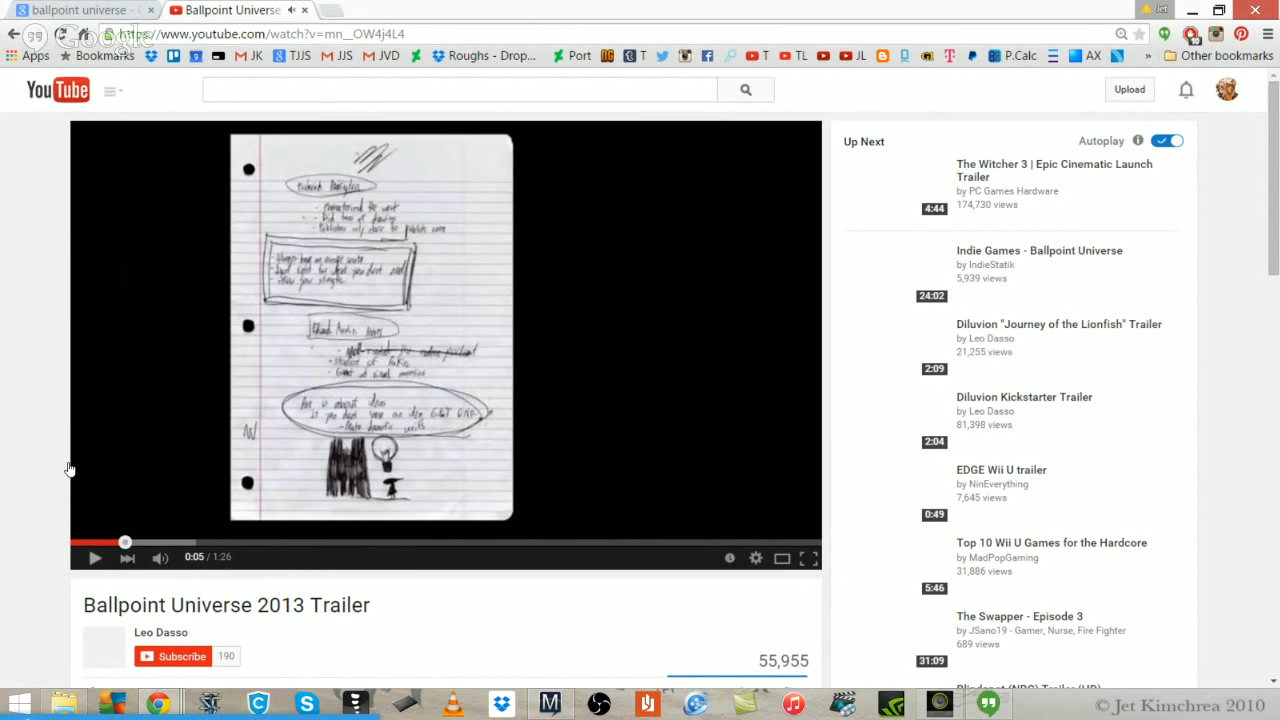 ballpoint universe -
Ballpoint Universe
Jet
Google
https://www.youtube.com/watch?v=mn__OW4j4L4
Apps
Bookmarks
JK
TJJS
JJS
JVD
Roughs - Drop...
Port
T
T
TL
JL
P.Calc
AX
»
Other bookmarks
YouTube
Upload
Up Next
Autoplay
The Witcher 3 | Epic Cinematic Launch
Trailer
by PC Games Hardware
174,730 views
4:44
Indie Games - Ballpoint Universe
by IndieStatik
5,939 views
24:02
Diluvion "Journey of the Lionfish" Trailer
by Leo Dasso
21,255 views
2:09
Diluvion Kickstarter Trailer
by Leo Dasso
81,398 views
2:04
EDGE Wii U trailer
by NinEverything
7,645 views
0:49
Top 10 Wii U Games for the Hardcore
by MadPopGaming
31,886 views
5:46
The Swapper - Episode 3
by JSano19 - Gamer, Nurse, Fire Fighter
689 views
31:09
Art is about ideas
0:05 / 1:26
Ballpoint Universe 2013 Trailer
Leo Dasso
Subscribe 190
55,955
© Jet Kimchrea 2010